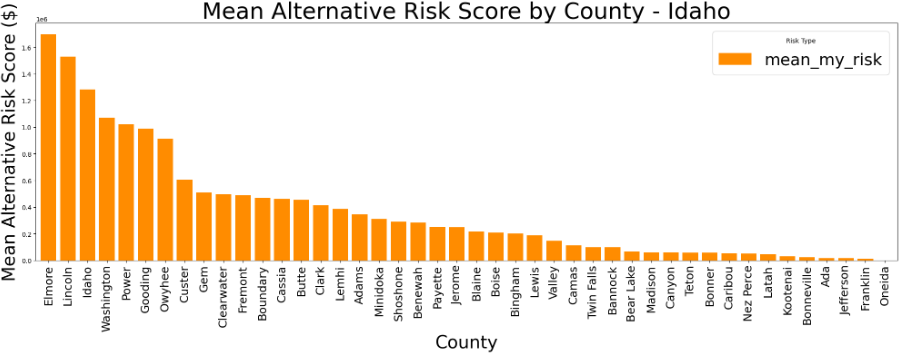 Mean Alternative Risk Score by County - Idaho
1e6
Mean Alternative Risk Score ($)
1.6
1.4
1.2
1.0
0.8
0.6
0.4
0.2
0.0
Risk Type
mean_my_risk
Elmore
Lincoln
Idaho
Washington
Power
Gooding
Owyhee
Custer
Gem
Clearwater
Fremont
Boundary
Cassia
Butte
Clark
Lemhi
Adams
Minidoka
Shoshone
Benewah
Payette
Jerome
Blaine
Boise
Bingham
Lewis
Valley
Camas
Twin Falls
Bannock
Bear Lake
Madison
Canyon
Teton
Bonner
Caribou
Nez Perce
Latah
Kootenai
Bonneville
Ada
Jefferson
Franklin
Oneida
County